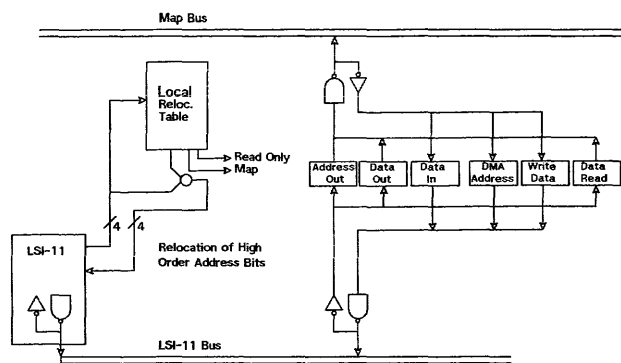 Map Bus
Local
Reloc.
Table
Read Only
Map
Address
Out
Data
Out
Data
In
DMA
Address
Write
Data
Data
Read
4
4
LSI-11
Relocation of High
Order Address Bits
LSI-11 Bus